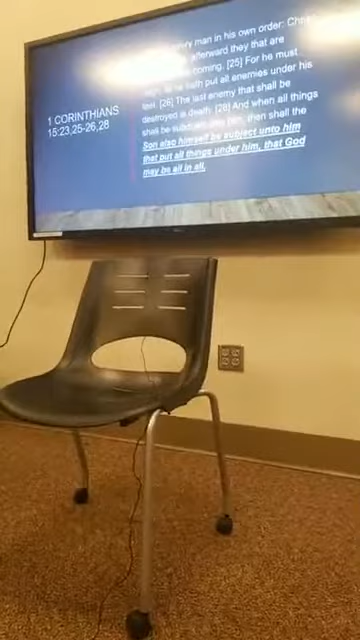 every man in his own order: Christ
afterward they that are
coming. [25] For he must
hath put all enemies under his
feet. [26] The last enemy that shall be
destroyed is death. [28] And when all things
shall be subdued unto him, then shall the
Son also himself be subject unto him
that put all things under him, that God
may be all in all.
1 CORINTHIANS
15:23,25-26,28